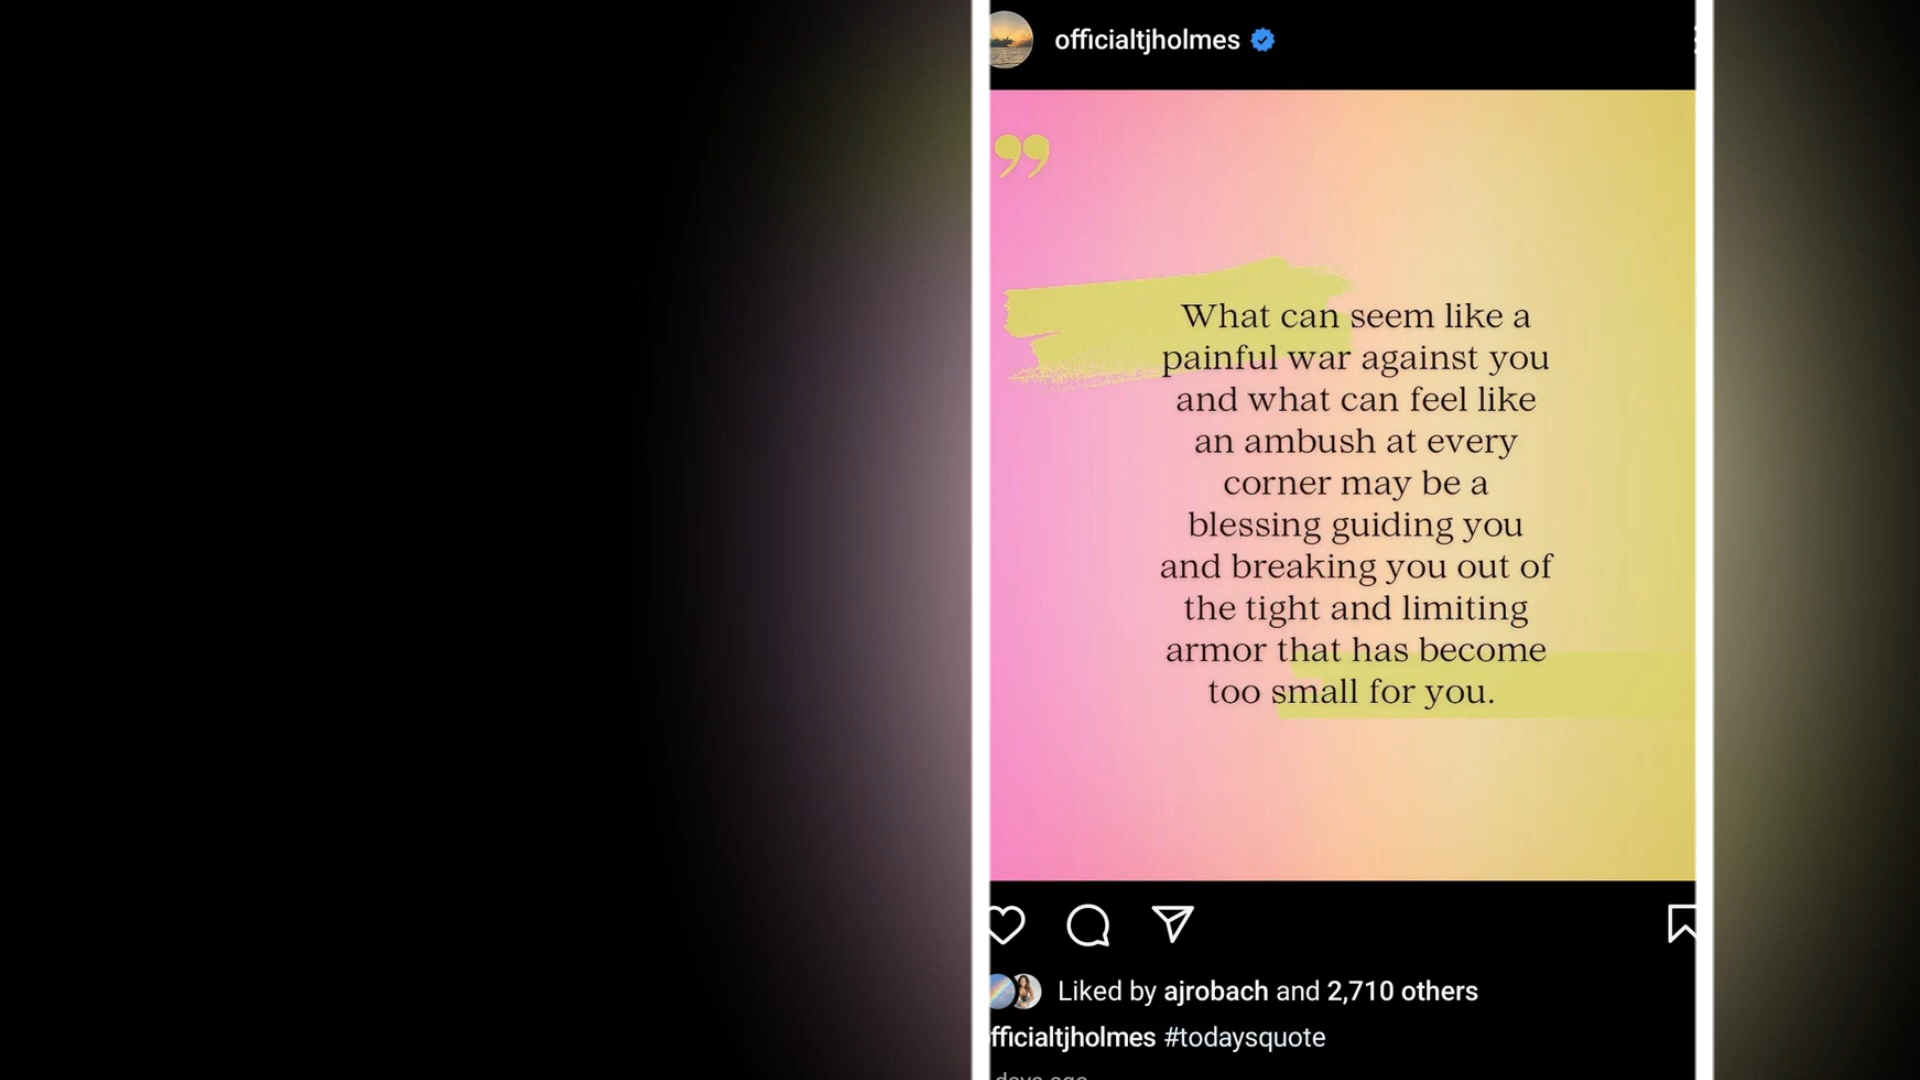 officialtjholmes
What can seem like a
painful war against you
and what can feel like
an ambush at every
corner may be a
blessing guiding you
and breaking you out of
the tight and limiting
armor that has become
too small for you.
Liked by ajrobach and 2,710 others
fficialtjholmes #todaysquote
days ago